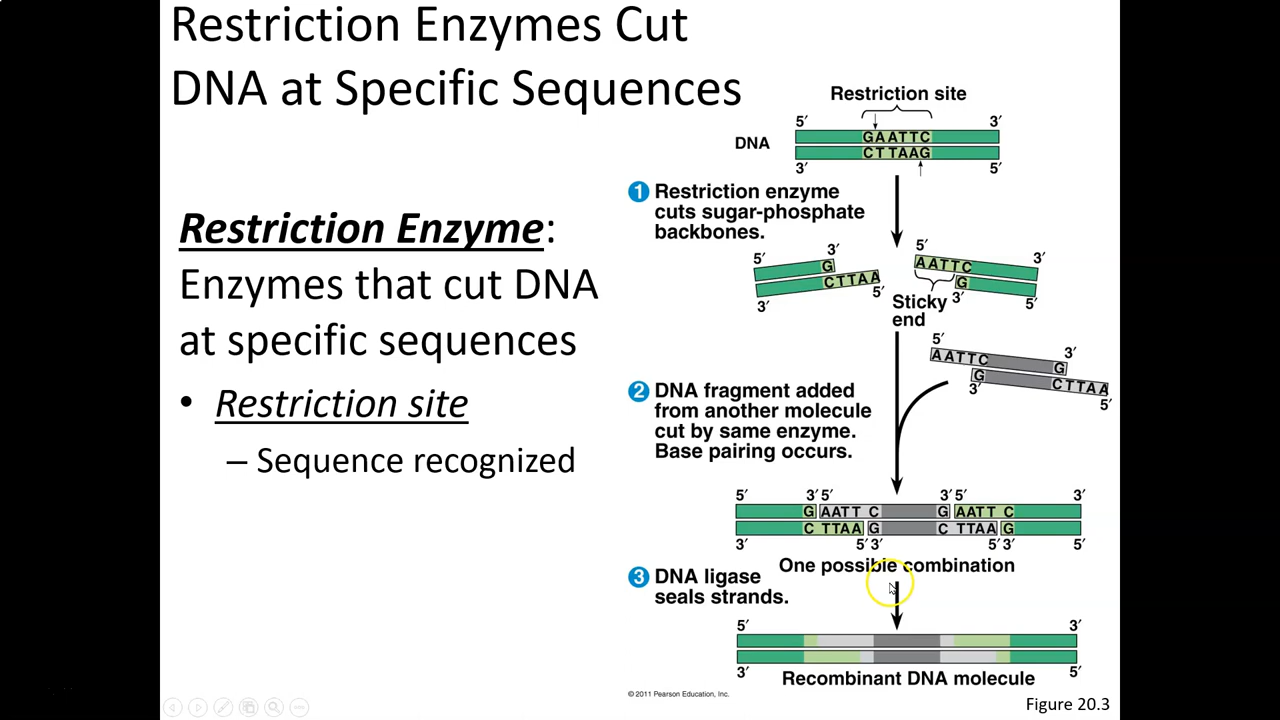 Restriction Enzymes Cut
DNA at Specific Sequences
Restriction Enzyme:
Enzymes that cut DNA
at specific sequences
• Restriction site
– Sequence recognized
Restriction site
5′ 3′
DNA
GAATTC
CTTAAG
3′ 5′
1 Restriction enzyme
cuts sugar-phosphate
backbones.
5′ 3′ 5′ 3′
G AATTC
CTTAA G
3′ 5′ 3′ 5′
Sticky
end
5′ 3′
AATTC G
G CTTAA
3′ 5′
2 DNA fragment added
from another molecule
cut by same enzyme.
Base pairing occurs.
5′ 3′ 5′ 3′ 5′ 3′
G AATT C G AATT C
C TTAA G C TTAA G
3′ 5′ 3′ 5′ 3′ 5′
One possible combination
3 DNA ligase
seals strands.
5′ 3′
3′ 5′
Recombinant DNA molecule
© 2011 Pearson Education, Inc.
Figure 20.3